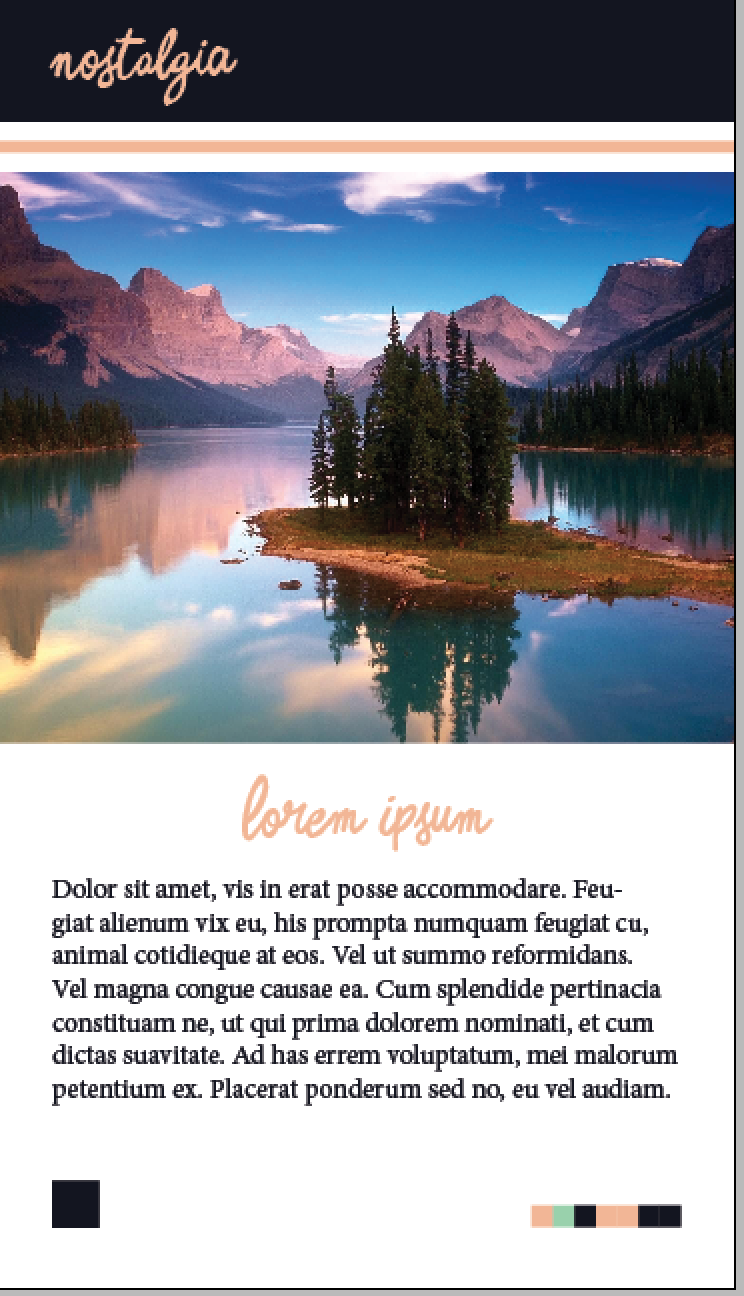 nostalgia
lorem ipsum
Dolor sit amet, vis in erat posse accommodare. Feu-
giat alienum vix eu, his prompta numquam feugiat cu,
animal cotidieque at eos. Vel ut summo reformidans.
Vel magna congue causae ea. Cum splendide pertinacia
constituam ne, ut qui prima dolorem nominati, et cum
dictas suavitate. Ad has errem voluptatum, mei malorum
petentium ex. Placerat ponderum sed no, eu vel audiam.